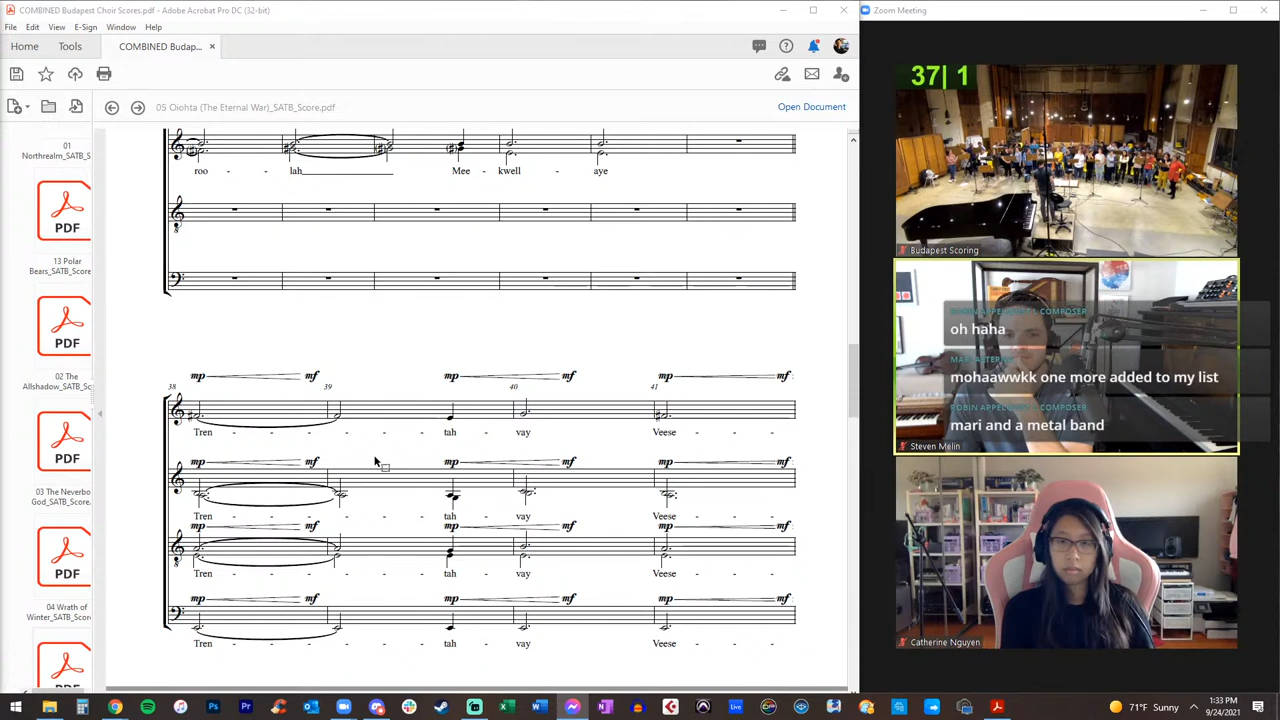 COMBINED Budapest Choir Scores.pdf - Adobe Acrobat Pro DC (32-bit)
File Edit View E-Sign Window Help
Home Tools COMBINED Budap...
05 Oiohta (The Eternal War)_SATB_Score.pdf
Open Document
01
Northrealm_SATB_S...
PDF
13 Polar
Bears_SATB_Score...
PDF
02 The
Allshadow_SATB_S...
PDF
03 The Neverbo
God_SATB_Score...
PDF
04 Wrath of
Winter_SATB_Score
PDF
roo - - lah Mee - kwell - aye
mp mf mp mf mp mf
38 39 40 41
Tren - - - - - - tah vay Veese - - -
mp mf mp mf mp mf
Tren - - - - - - tah vay Veese - - -
mp mf mp mf mp mf
Tren - - - - - - tah vay Veese - - -
mp mf mp mf mp mf
Tren - - - - - - tah vay Veese - - -
Zoom Meeting
37| 1
Budapest Scoring
oh haha
mohaawwkk one more added to my list
mari and a metal band
Steven Melin
Catherine Nguyen
71°F Sunny
1:33 PM
9/24/2021